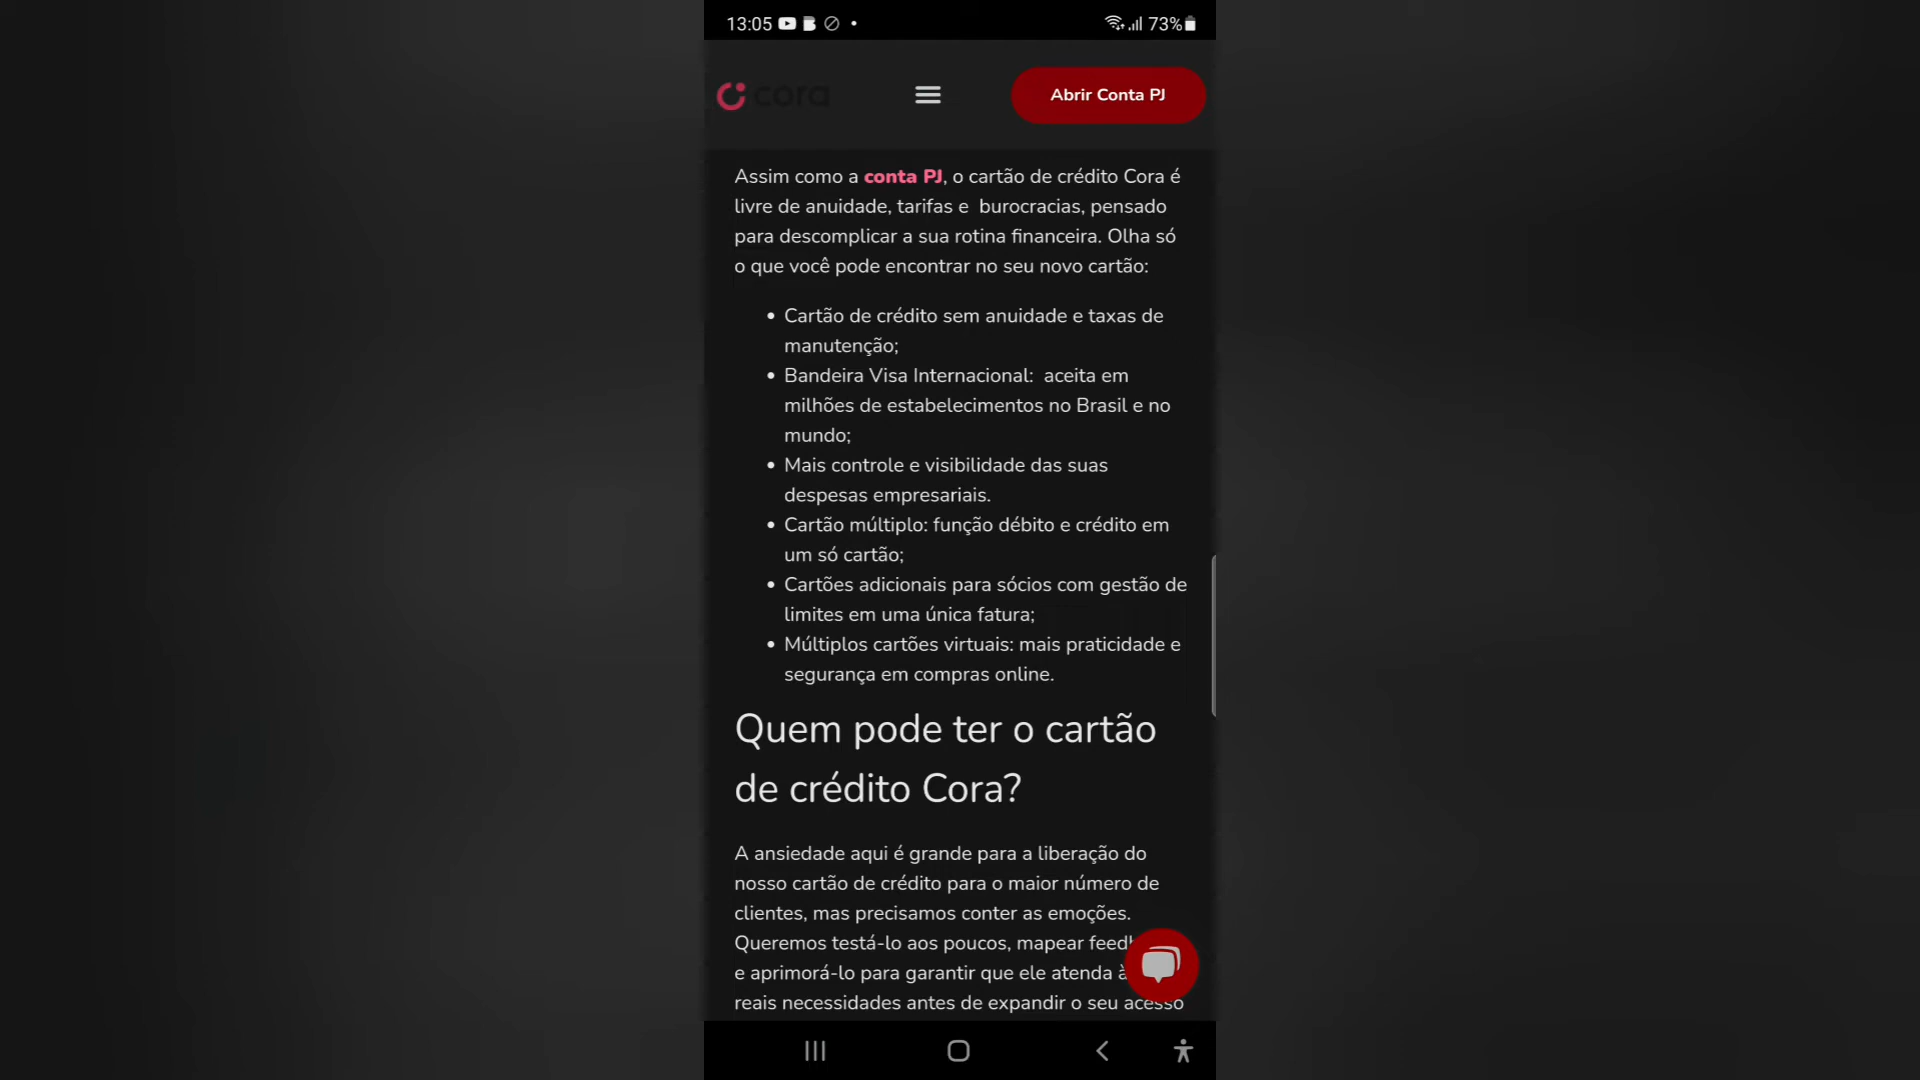 13:05
73%
cora
Abrir Conta PJ
Assim como a conta PJ, o cartão de crédito Cora é
livre de anuidade, tarifas e  burocracias, pensado
para descomplicar a sua rotina financeira. Olha só
o que você pode encontrar no seu novo cartão:
• Cartão de crédito sem anuidade e taxas de
manutenção;
• Bandeira Visa Internacional:  aceita em
milhões de estabelecimentos no Brasil e no
mundo;
• Mais controle e visibilidade das suas
despesas empresariais.
• Cartão múltiplo: função débito e crédito em
um só cartão;
• Cartões adicionais para sócios com gestão de
limites em uma única fatura;
• Múltiplos cartões virtuais: mais praticidade e
segurança em compras online.
Quem pode ter o cartão
de crédito Cora?
A ansiedade aqui é grande para a liberação do
nosso cartão de crédito para o maior número de
clientes, mas precisamos conter as emoções.
Queremos testá-lo aos poucos, mapear
e aprimorá-lo para garantir que ele atenda
reais necessidades antes de expandir o seu acesso